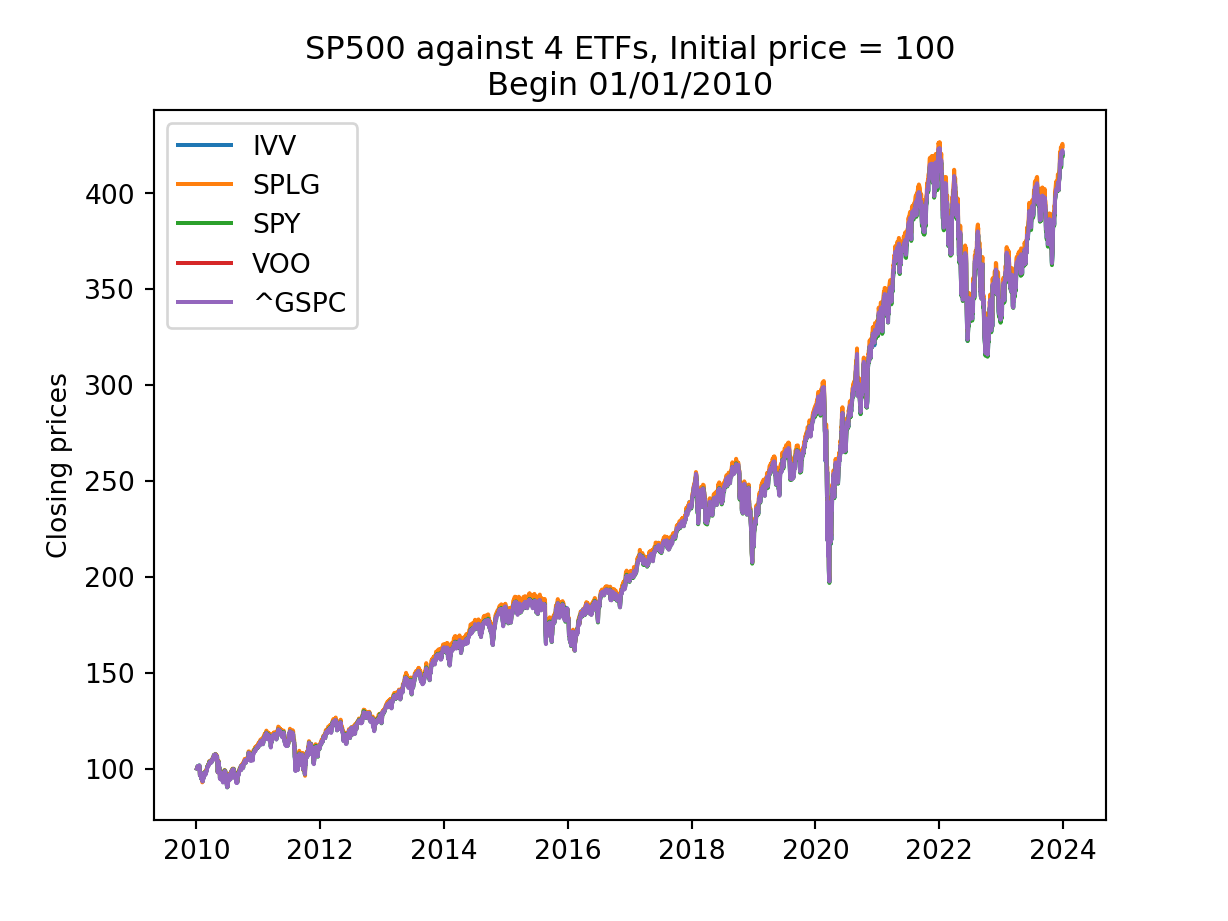 SP500 against 4 ETFs, Initial price = 100
Begin 01/01/2010
IVV
SPLG
SPY
VOO
^GSPC
Closing prices
400
350
300
250
200
150
100
2010 2012 2014 2016 2018 2020 2022 2024